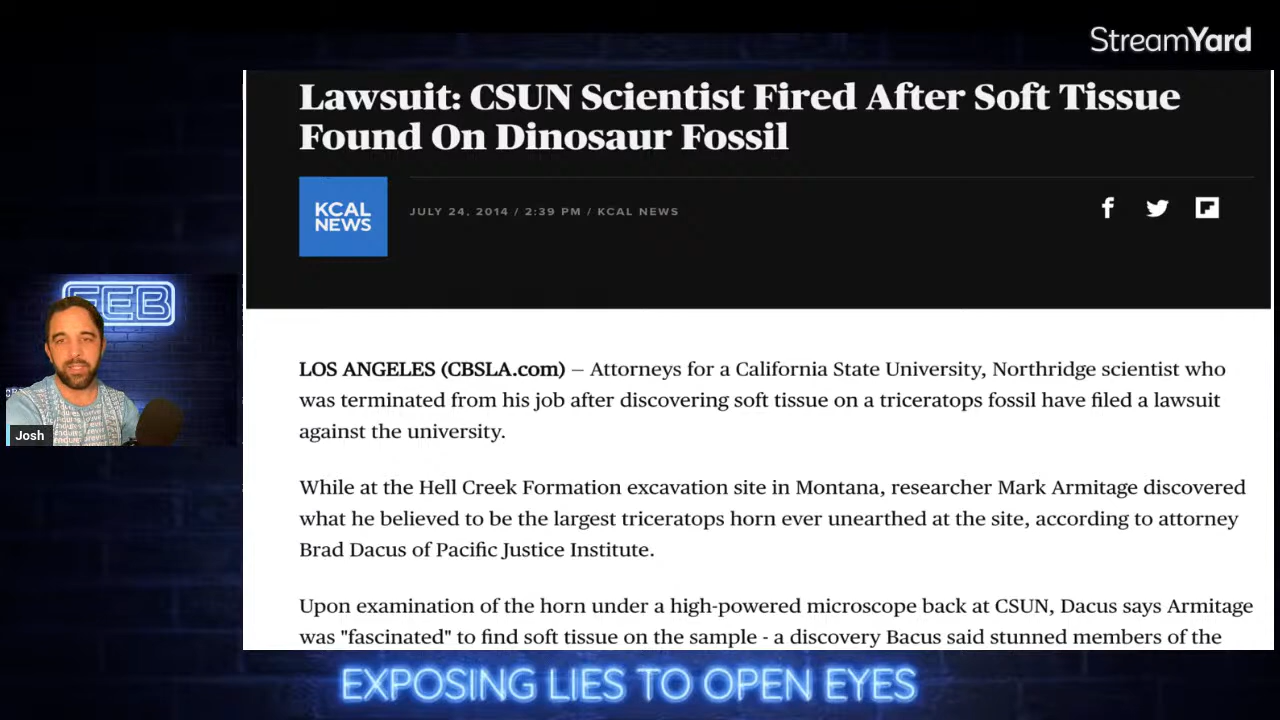 StreamYard
Lawsuit: CSUN Scientist Fired After Soft Tissue
Found On Dinosaur Fossil
KCAL
NEWS
JULY 24, 2014 / 2:39 PM / KCAL NEWS
LOS ANGELES (CBSLA.com) — Attorneys for a California State University, Northridge scientist who
was terminated from his job after discovering soft tissue on a triceratops fossil have filed a lawsuit
against the university.
While at the Hell Creek Formation excavation site in Montana, researcher Mark Armitage discovered
what he believed to be the largest triceratops horn ever unearthed at the site, according to attorney
Brad Dacus of Pacific Justice Institute.
Upon examination of the horn under a high-powered microscope back at CSUN, Dacus says Armitage
was "fascinated" to find soft tissue on the sample - a discovery Bacus said stunned members of the
EEB
Josh
EXPOSING LIES TO OPEN EYES